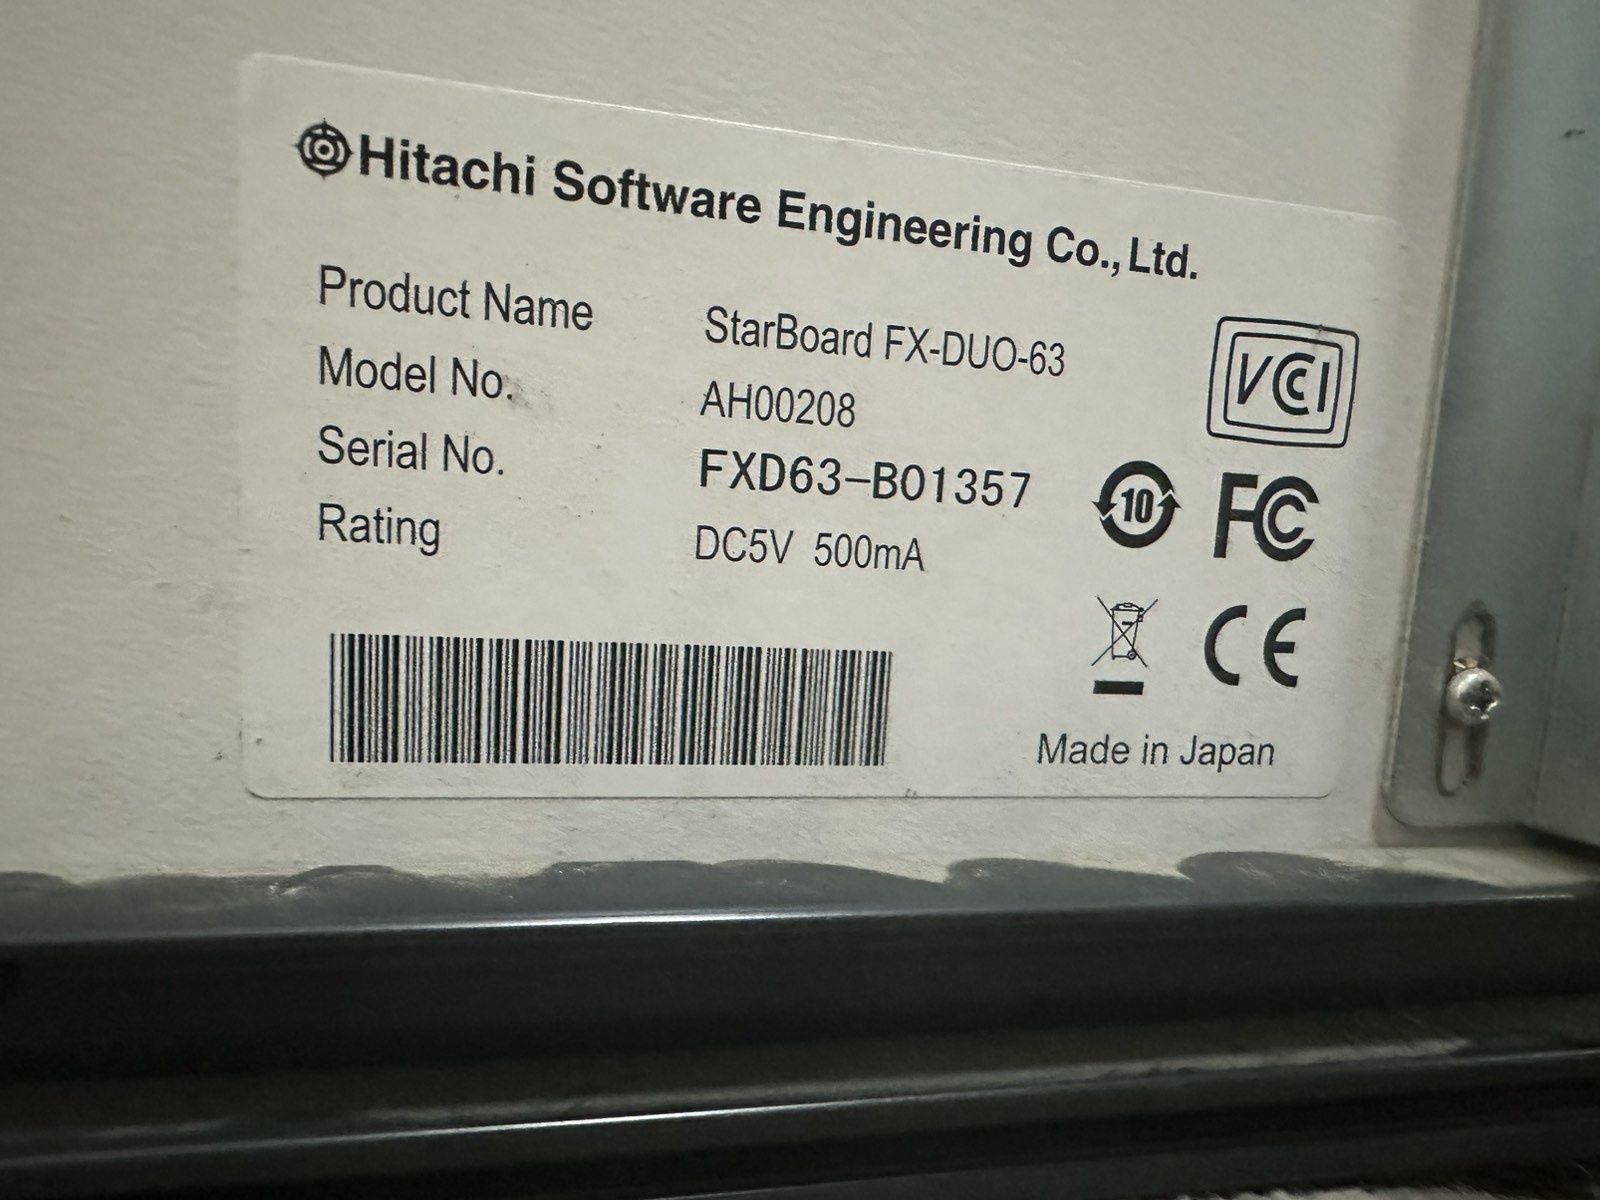 Hitachi Software Engineering Co., Ltd.
Product Name StarBoard FX-DUO-63
Model No. AH00208
Serial No. FXD63-B01357
Rating DC5V 500mA
VCCI
10
FC
CE
Made in Japan